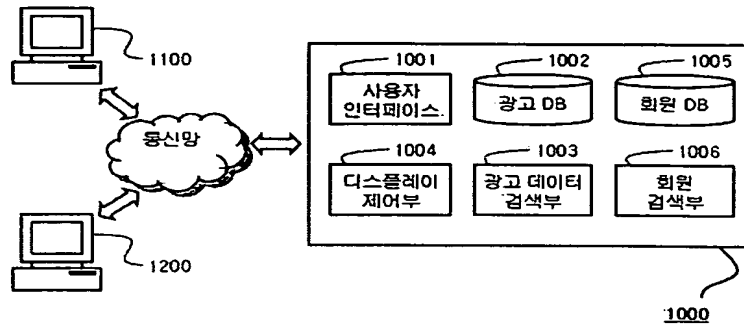 1100
통신망
1200
1001
사용자
인터페이스
1002
광고 DB
1005
회원 DB
1004
디스플레이
제어부
1003
광고 데이터
검색부
1006
회원
검색부
1000